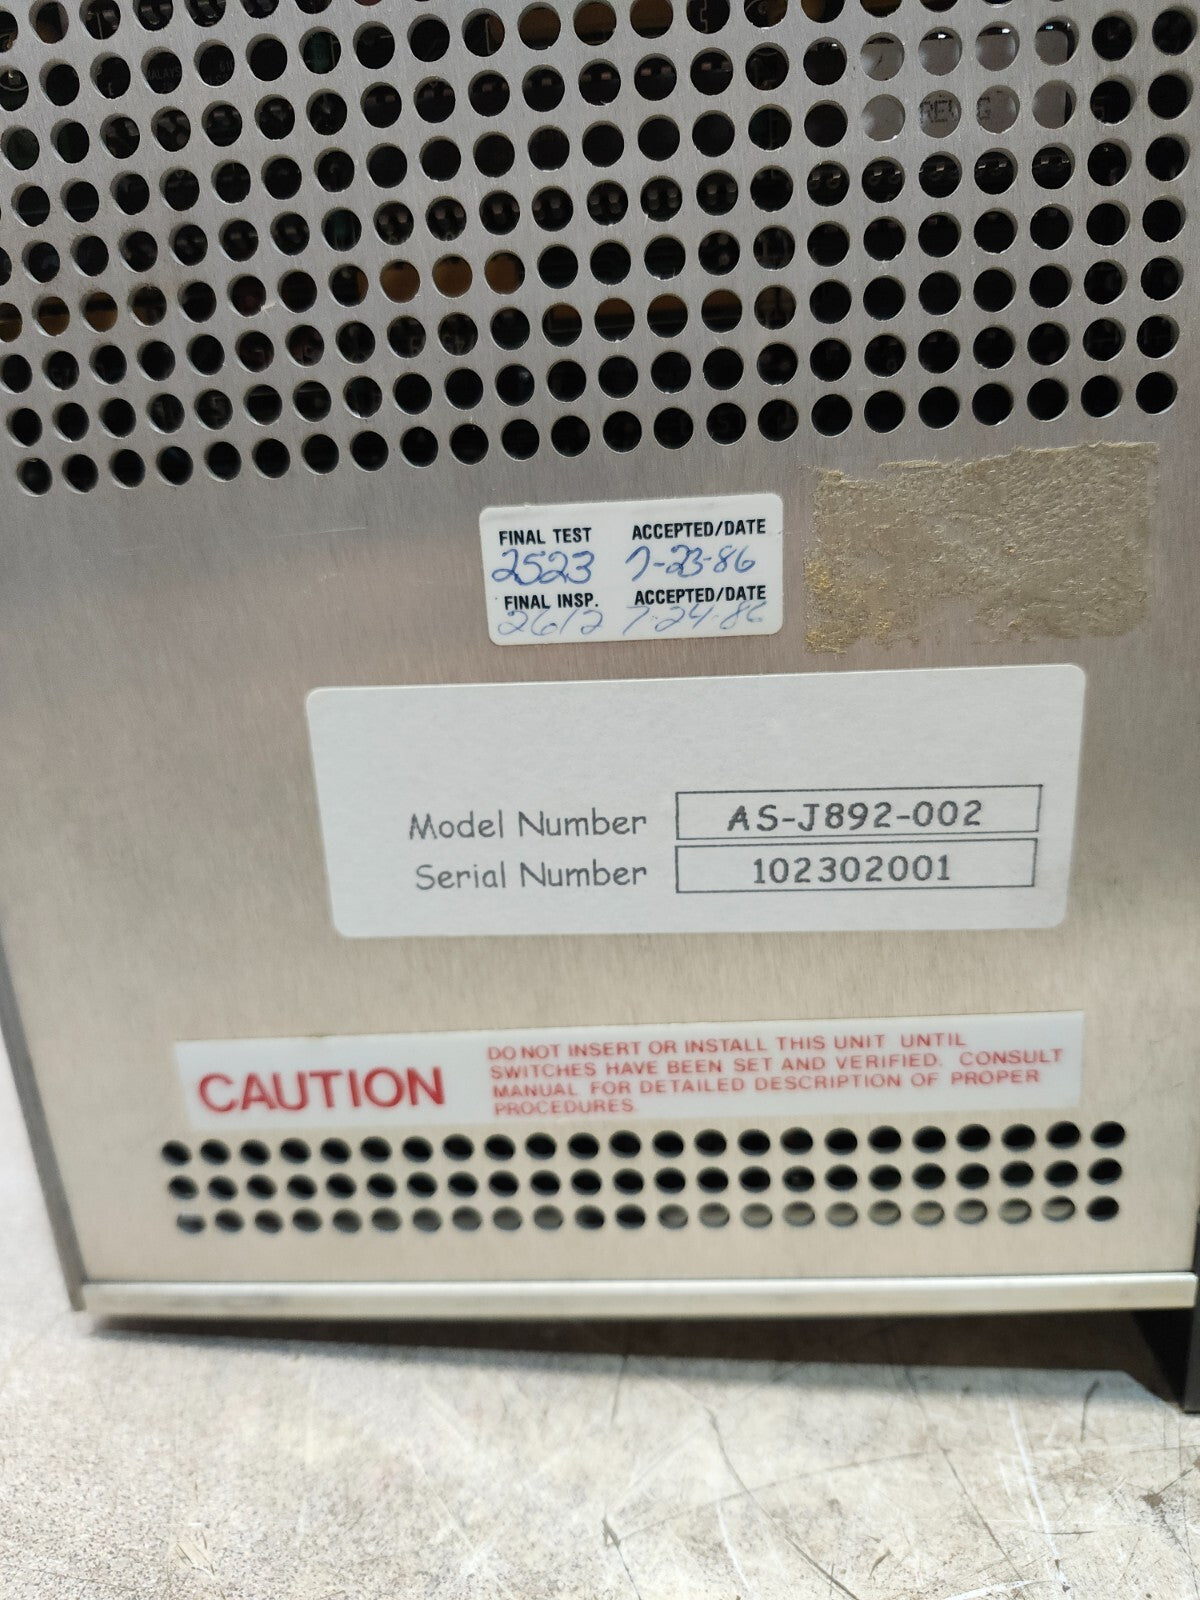 REV G
FINAL TEST ACCEPTED/DATE
2523 7-23-86
FINAL INSP. ACCEPTED/DATE
2612 7-24-86
Model Number AS-J892-002
Serial Number 102302001
CAUTION
DO NOT INSERT OR INSTALL THIS UNIT UNTIL
SWITCHES HAVE BEEN SET AND VERIFIED. CONSULT
MANUAL FOR DETAILED DESCRIPTION OF PROPER
PROCEDURES.